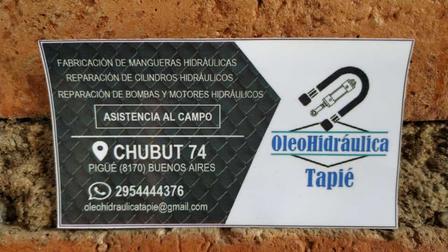 FABRICACIÓN DE MANGUERAS HIDRÁULICAS
REPARACIÓN DE CILINDROS HIDRÁULICOS
REPARACIÓN DE BOMBAS Y MOTORES HIDRÁULICOS
ASISTENCIA AL CAMPO
CHUBUT 74
PIGÜÉ (8170) BUENOS AIRES
2954444376
olechidraulicatapie@gmail.com
OleoHidráulica
Tapié